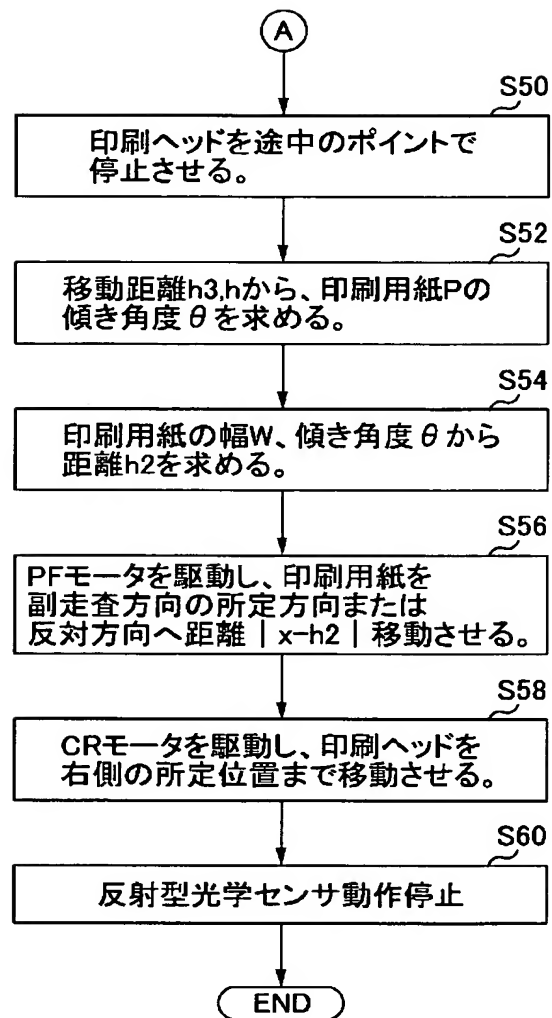 A
S50
印刷ヘッドを途中のポイントで
停止させる。
S52
移動距離h3,hから、印刷用紙Pの
傾き角度θを求める。
S54
印刷用紙の幅W、傾き角度θから
距離h2を求める。
S56
PFモータを駆動し、印刷用紙を
副走査方向の所定方向または
反対方向へ距離｜x-h2｜移動させる。
S58
CRモータを駆動し、印刷ヘッドを
右側の所定位置まで移動させる。
S60
反射型光学センサ動作停止
END